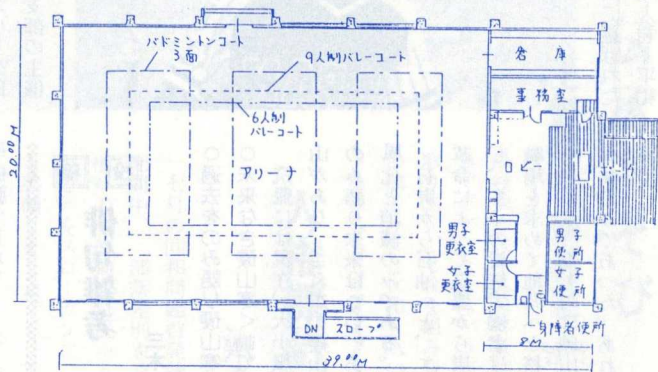 バドミントンコート
3面
9人制バレーコート
6人制
バレーコート
アリーナ
20.00M
倉庫
事務室
ロビー
男子
更衣室
女子
更衣室
男子
便所
女子
便所
身障者便所
DN
スロープ
8M
39.00M